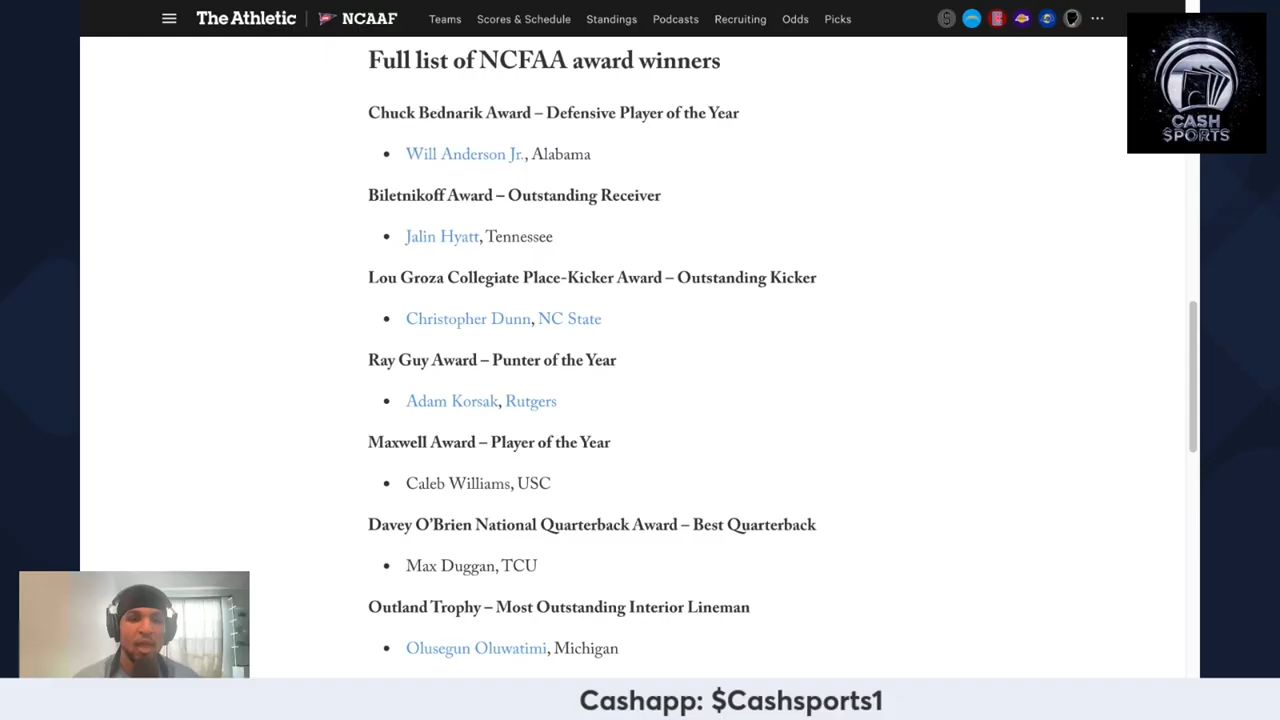 The Athletic NCAAF Teams Scores & Schedule Standings Podcasts Recruiting Odds Picks
Full list of NCFAA award winners
CASH
$PORTS
Chuck Bednarik Award – Defensive Player of the Year
• Will Anderson Jr., Alabama
Biletnikoff Award – Outstanding Receiver
• Jalin Hyatt, Tennessee
Lou Groza Collegiate Place-Kicker Award – Outstanding Kicker
• Christopher Dunn, NC State
Ray Guy Award – Punter of the Year
• Adam Korsak, Rutgers
Maxwell Award – Player of the Year
• Caleb Williams, USC
Davey O’Brien National Quarterback Award – Best Quarterback
• Max Duggan, TCU
Outland Trophy – Most Outstanding Interior Lineman
• Olusegun Oluwatimi, Michigan
Cashapp: $Cashsports1